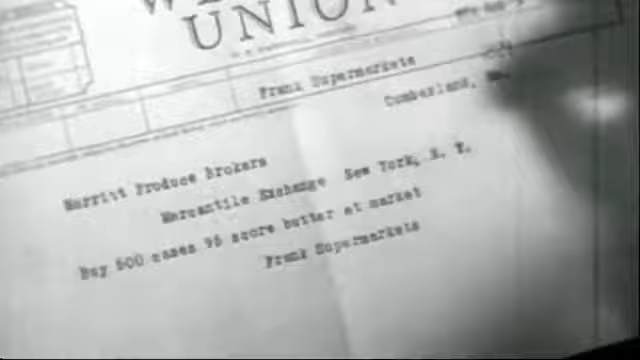 UNION
Frank Supermarkets
Cumberland,
Merritt Produce Brokers
Mercantile Exchange New York, N. Y.
Buy 500 cases 95 score butter at market
Frank Supermarkets